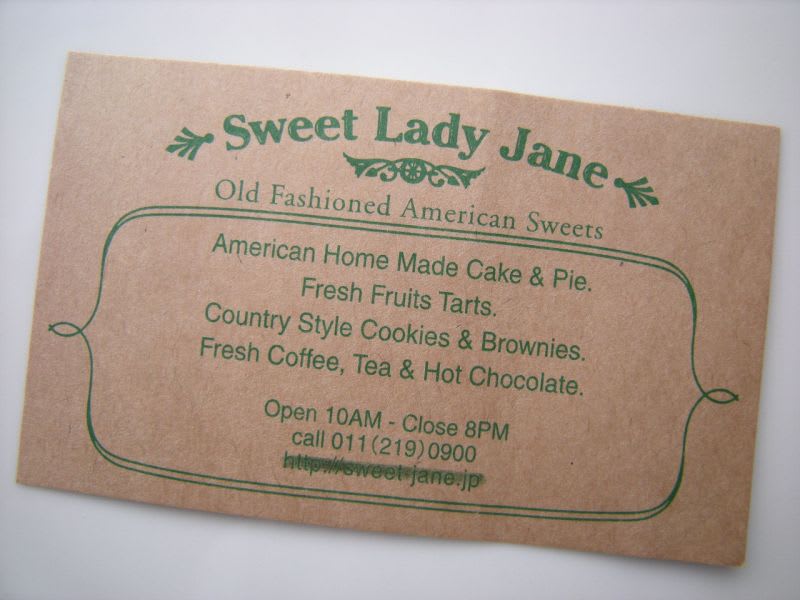 Sweet Lady Jane
Old Fashioned American Sweets
American Home Made Cake & Pie.
Fresh Fruits Tarts.
Country Style Cookies & Brownies.
Fresh Coffee, Tea & Hot Chocolate.
Open 10AM - Close 8PM
call 011(219)0900
http://sweet-jane.jp